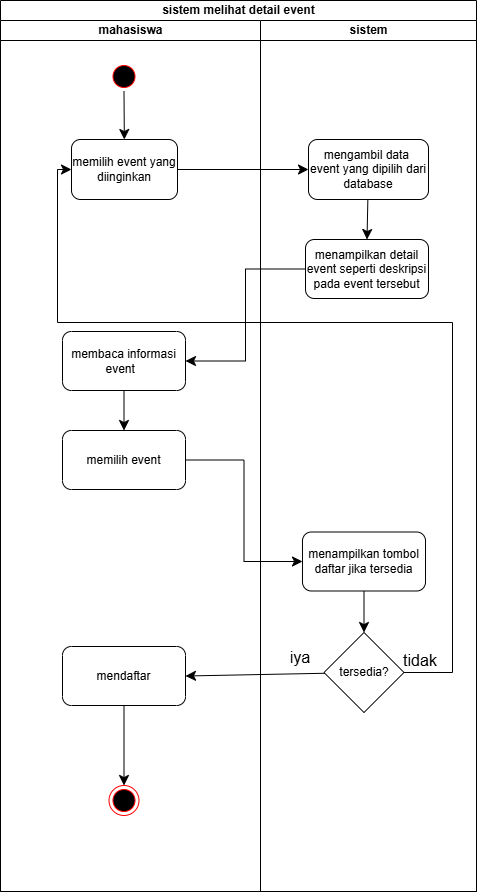 sistem melihat detail event
mahasiswa
sistem
memilih event yang
diinginkan
mengambil data
event yang dipilih dari
database
menampilkan detail
event seperti deskripsi
pada event tersebut
membaca informasi
event
memilih event
menampilkan tombol
daftar jika tersedia
iya
tersedia?
tidak
mendaftar